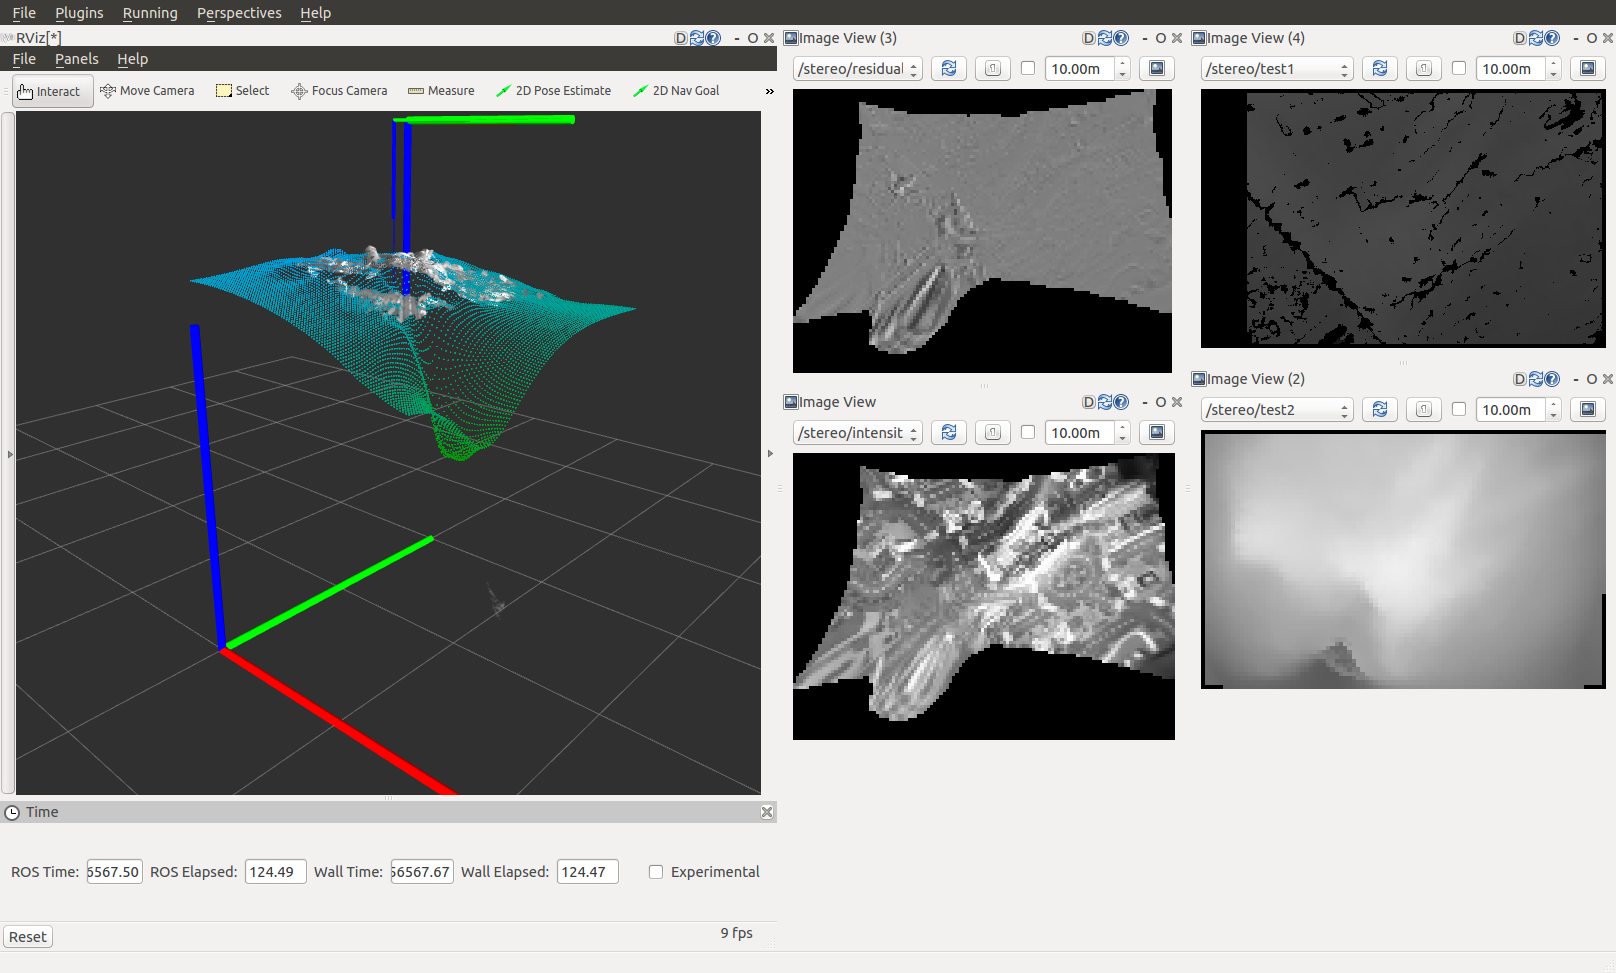 File Plugins Running Perspectives Help
RViz[*]
D - O
File Panels Help
Interact Move Camera Select Focus Camera Measure 2D Pose Estimate 2D Nav Goal »
Time
ROS Time: 6567.50 ROS Elapsed: 124.49 Wall Time: 56567.67 Wall Elapsed: 124.47 Experimental
Reset
9 fps
Image View (3)
D - O
/stereo/residual
10.00m
Image View
D - O
/stereo/intensit
10.00m
Image View (4)
D - O
/stereo/test1
10.00m
Image View (2)
D - O
/stereo/test2
10.00m